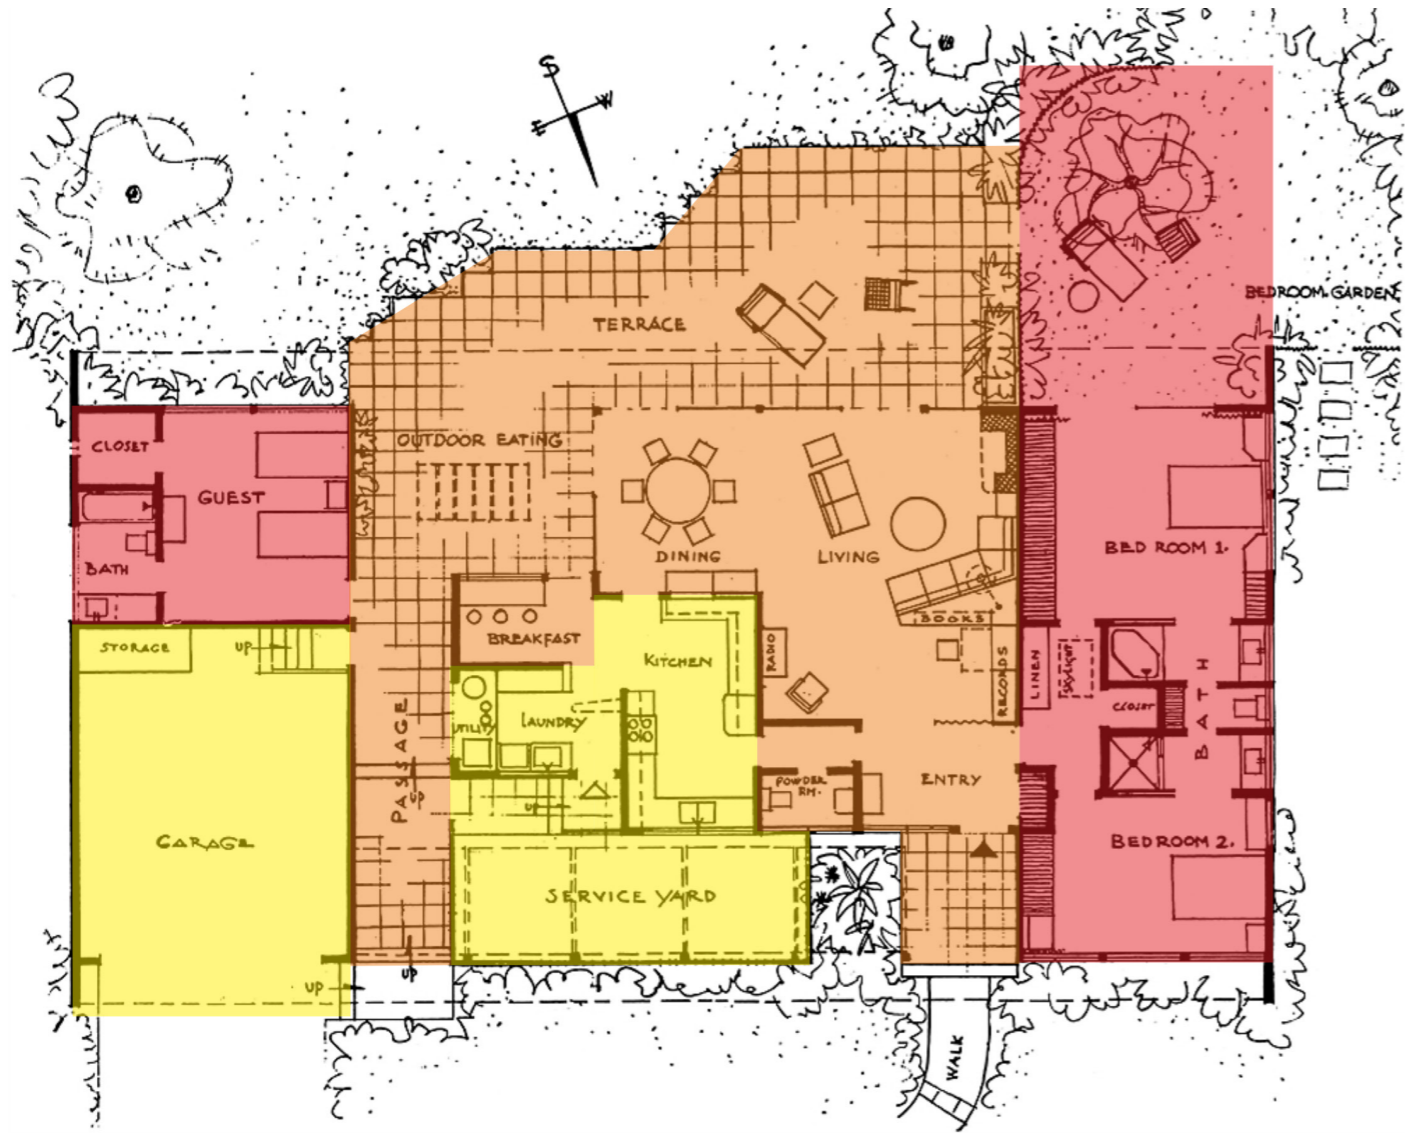 S
W
E
BEDROOM GARDEN
TERRACE
OUTDOOR EATING
CLOSET
GUEST
BATH
DINING
LIVING
BED ROOM 1.
BOOKS
BREAKFAST
KITCHEN
RADIO
RECORDS
LINEN
SKYLIGHT
BATH
CLOSET
STORAGE
UP
UTILITY
LAUNDRY
PASSAGE
UP
UP
POWDER
RM.
ENTRY
GARAGE
BEDROOM 2.
SERVICE YARD
UP
UP
WALK